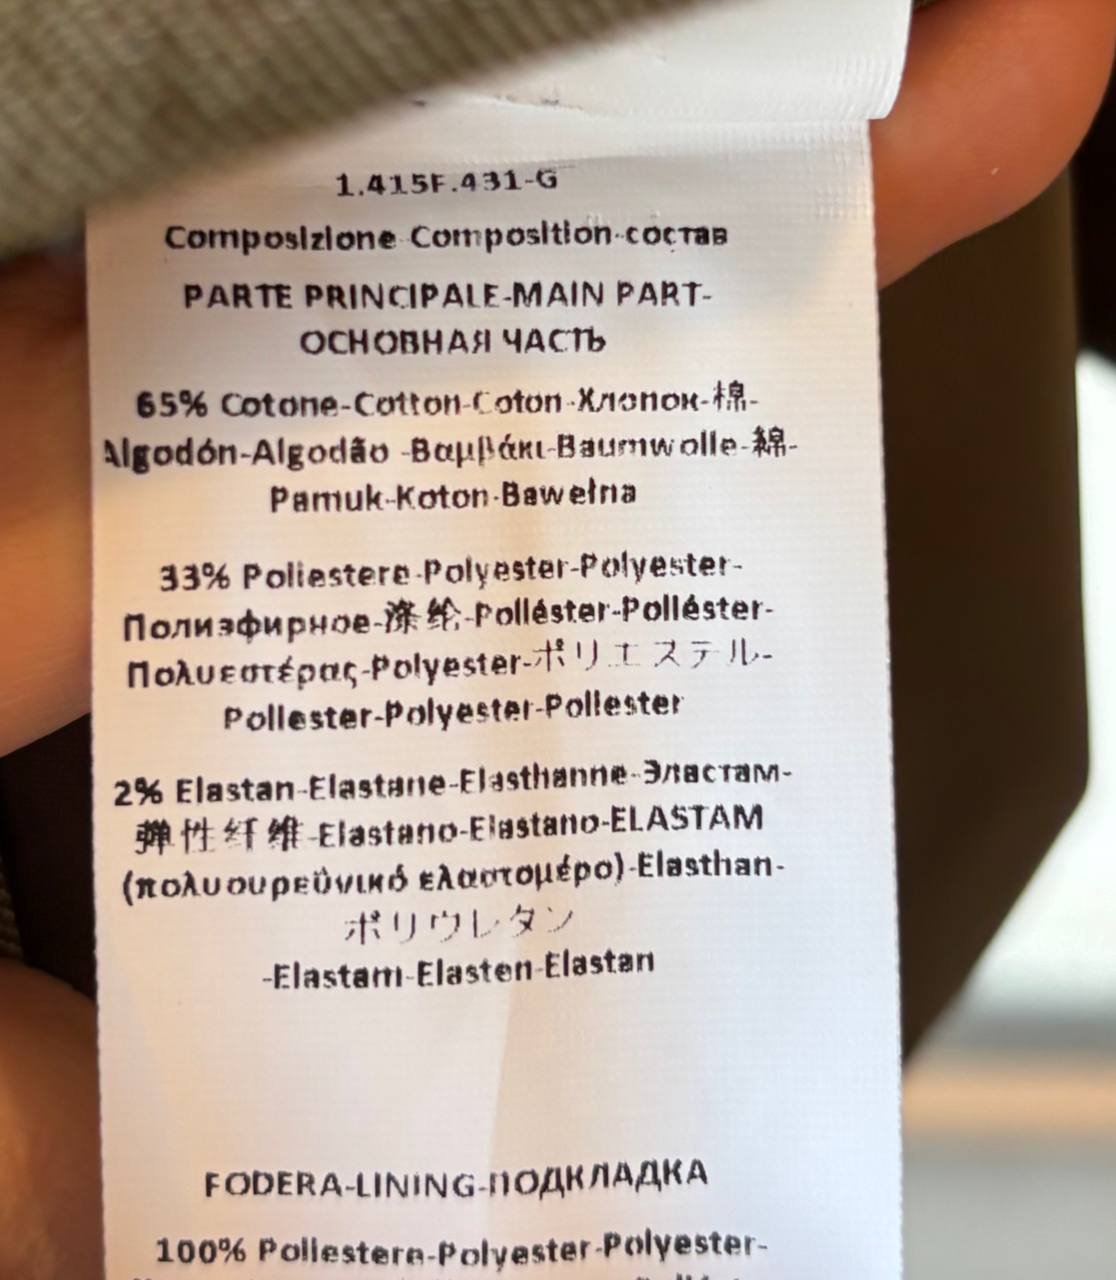 1.415F.431-G
Composizione Composition-состав
PARTE PRINCIPALE-MAIN PART-
ОСНОВНАЯ ЧАСТЬ
65% Cotone-Cotton-Coton-Хлопок-棉-
Algodón-Algodão -Βαμβάκι-Baumwolle-綿-
Pamuk-Koton-Bawełna
33% Poliestere-Polyester-Polyester-
Полиэфирное-涤纶-Poliéster-Poliéster-
Πολυεστέρας-Polyester-ポリエステル-
Poliester-Polyester-Poliester
2% Elastan-Elastane-Elasthanne-Эластам-
弹性纤维-Elastano-Elastano-ELASTAM
(πολυουρεϋνικό ελαστομέρο)-Elasthan-
ポリウレタン
-Elastam-Elasten-Elastan
FODERA-LINING-ПОДКЛАДКА
100% Poliestere-Polyester-Polyester-